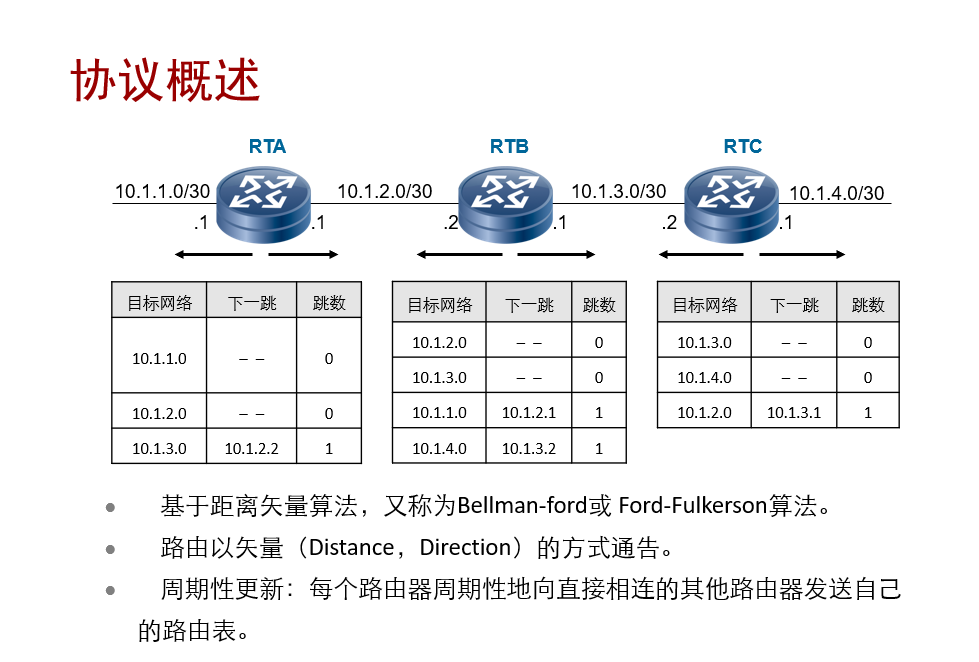 协议概述
RTA RTB RTC
10.1.1.0/30 10.1.2.0/30 10.1.3.0/30 10.1.4.0/30
.1 .1 .2 .1 .2 .1
目标网络 下一跳 跳数
10.1.1.0 – – 0
10.1.2.0 – – 0
10.1.3.0 10.1.2.2 1
目标网络 下一跳 跳数
10.1.2.0 – – 0
10.1.3.0 – – 0
10.1.1.0 10.1.2.1 1
10.1.4.0 10.1.3.2 1
目标网络 下一跳 跳数
10.1.3.0 – – 0
10.1.4.0 – – 0
10.1.2.0 10.1.3.1 1
● 基于距离矢量算法，又称为Bellman-ford或 Ford-Fulkerson算法。
● 路由以矢量（Distance，Direction）的方式通告。
● 周期性更新：每个路由器周期性地向直接相连的其他路由器发送自己
的路由表。